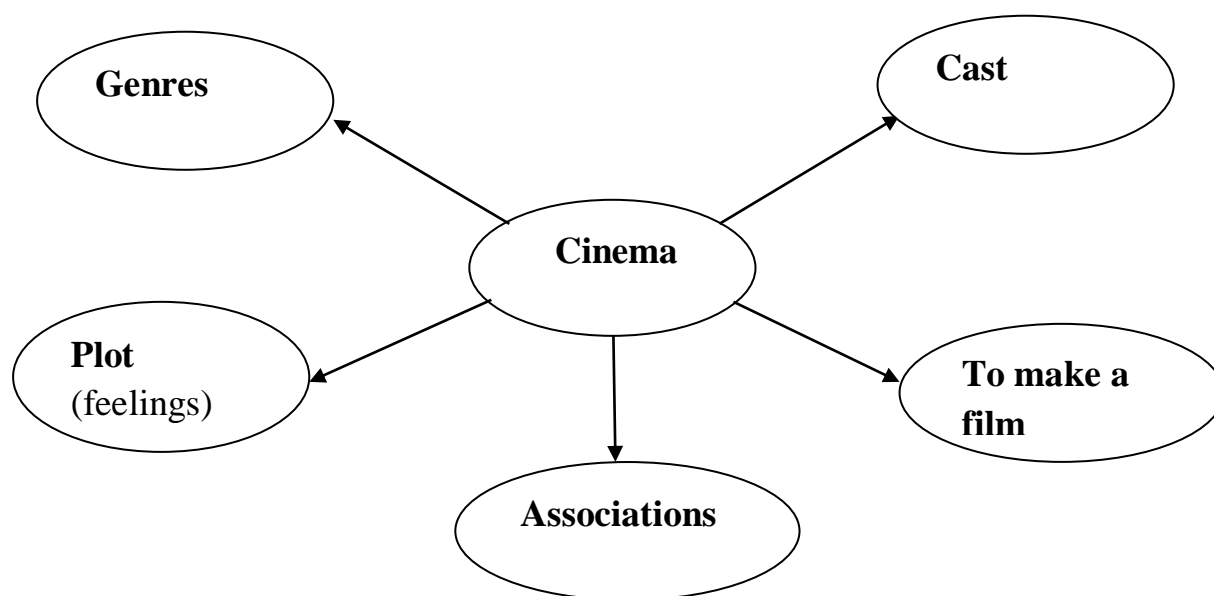 Genres
Cast
Cinema
Plot
(feelings)
To make a
film
Associations